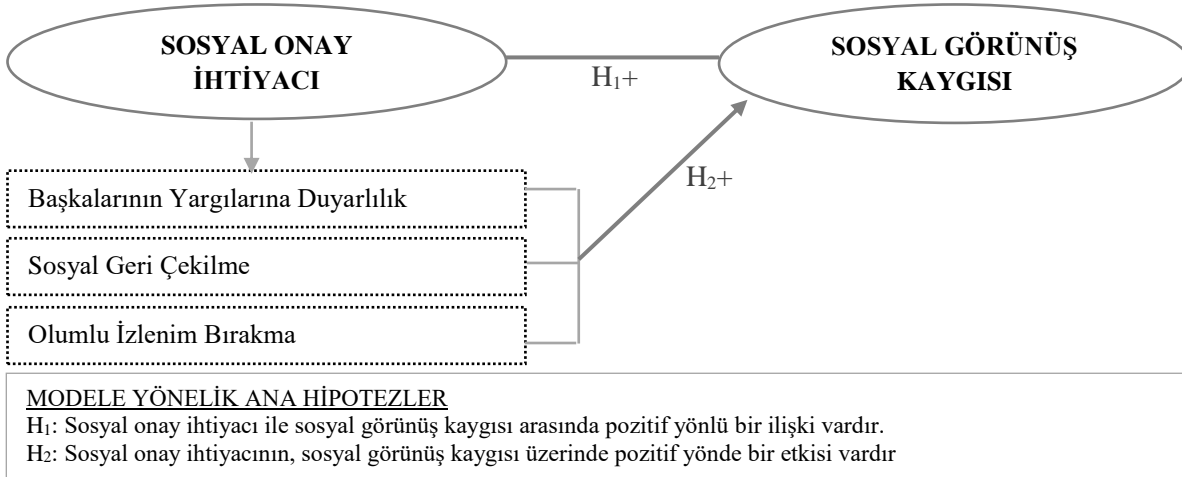 SOSYAL ONAY
İHTİYACI
SOSYAL GÖRÜNÜŞ
KAYGISI
H₁+
H₂+
Başkalarının Yargılarına Duyarlılık
Sosyal Geri Çekilme
Olumlu İzlenim Bırakma
MODELE YÖNELİK ANA HİPOTEZLER
H₁: Sosyal onay ihtiyacı ile sosyal görünüş kaygısı arasında pozitif yönlü bir ilişki vardır.
H₂: Sosyal onay ihtiyacının, sosyal görünüş kaygısı üzerinde pozitif yönde bir etkisi vardır